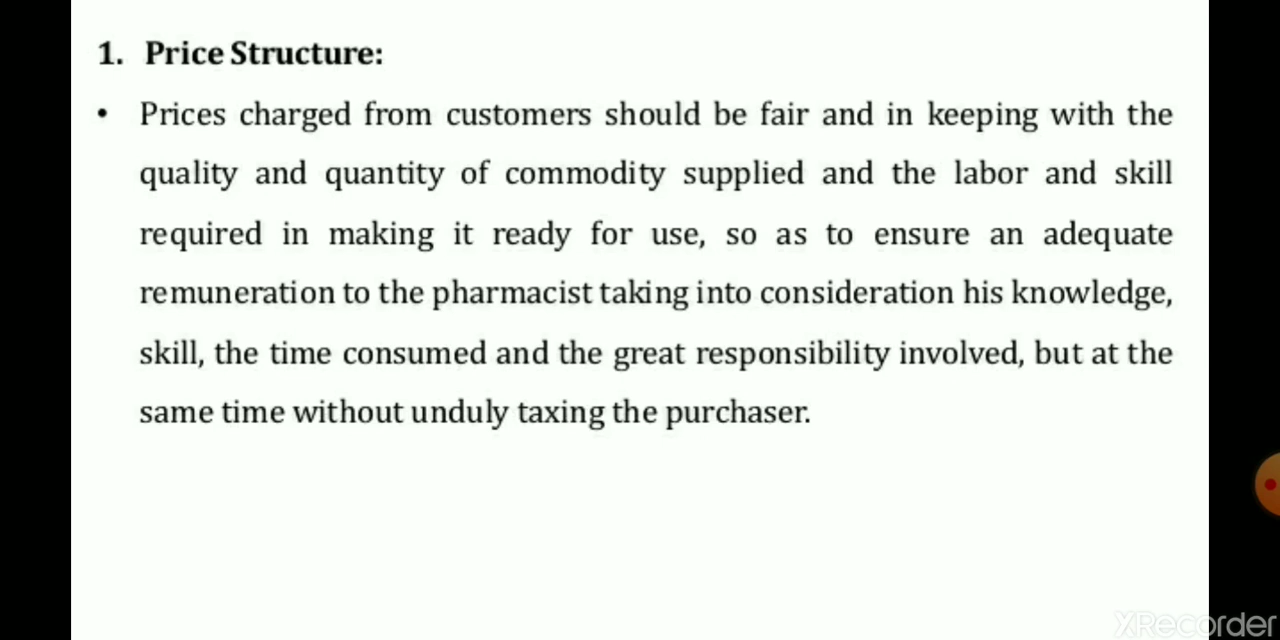 1. Price Structure:
• Prices charged from customers should be fair and in keeping with the
quality and quantity of commodity supplied and the labor and skill
required in making it ready for use, so as to ensure an adequate
remuneration to the pharmacist taking into consideration his knowledge,
skill, the time consumed and the great responsibility involved, but at the
same time without unduly taxing the purchaser.
XRecorder